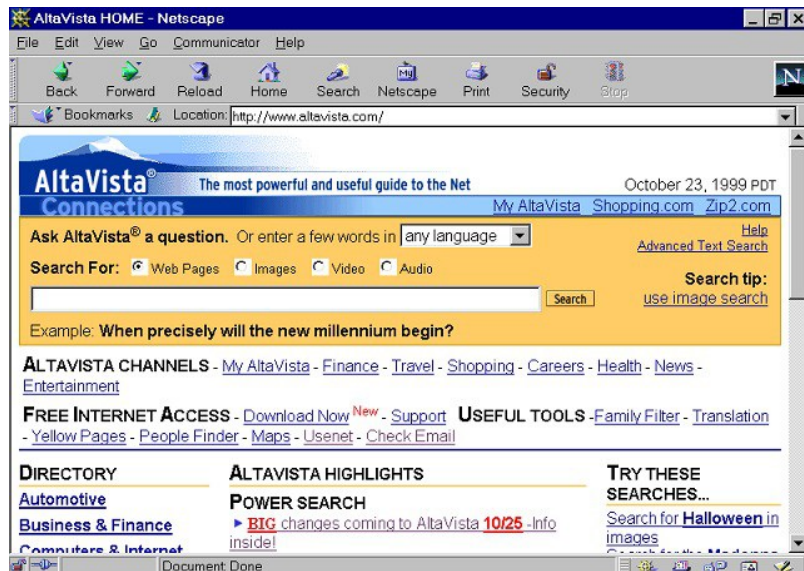 AltaVista HOME - Netscape
File Edit View Go Communicator Help
Back Forward Reload Home Search Netscape Print Security Stop
Bookmarks Location: http://www.altavista.com/
AltaVista® The most powerful and useful guide to the Net October 23, 1999 PDT
Connections My AltaVista Shopping.com Zip2.com
Ask AltaVista® a question. Or enter a few words in any language Help
Advanced Text Search
Search For: Web Pages Images Video Audio
Search tip:
Search use image search
Example: When precisely will the new millennium begin?
ALTAVISTA CHANNELS - My AltaVista - Finance - Travel - Shopping - Careers - Health - News -
Entertainment
FREE INTERNET ACCESS - Download Now New - Support USEFUL TOOLS -Family Filter - Translation
- Yellow Pages - People Finder - Maps - Usenet - Check Email
DIRECTORY ALTAVISTA HIGHLIGHTS TRY THESE
SEARCHES...
Automotive POWER SEARCH
Business & Finance BIG changes coming to AltaVista 10/25 -Info Search for Halloween in
inside! images
Computers & Internet
Document Done